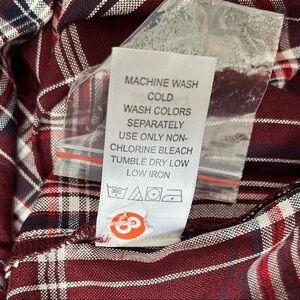 MACHINE WASH
COLD
WASH COLORS
SEPARATELY
USE ONLY NON-
CHLORINE BLEACH
TUMBLE DRY LOW
LOW IRON